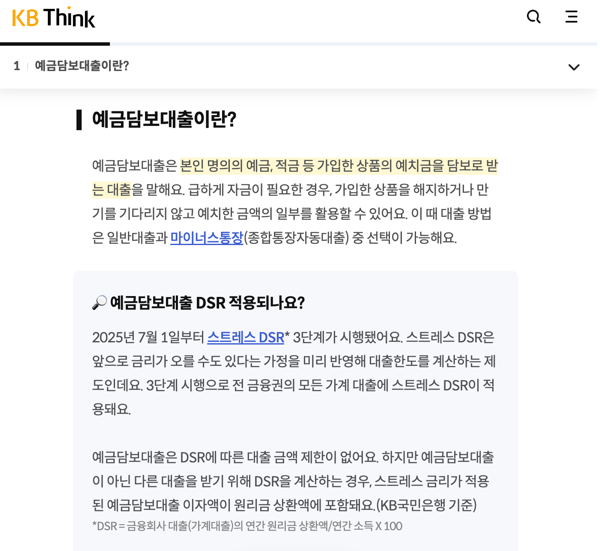 KB Think
1 예금담보대출이란?
예금담보대출이란?
예금담보대출은 본인 명의의 예금, 적금 등 가입한 상품의 예치금을 담보로 받
는 대출을 말해요. 급하게 자금이 필요한 경우, 가입한 상품을 해지하거나 만
기를 기다리지 않고 예치한 금액의 일부를 활용할 수 있어요. 이 때 대출 방법
은 일반대출과 마이너스통장(종합통장자동대출) 중 선택이 가능해요.
예금담보대출 DSR 적용되나요?
2025년 7월 1일부터 스트레스 DSR* 3단계가 시행됐어요. 스트레스 DSR은
앞으로 금리가 오를 수도 있다는 가정을 미리 반영해 대출한도를 계산하는 제
도인데요. 3단계 시행으로 전 금융권의 모든 가계 대출에 스트레스 DSR이 적
용돼요.
예금담보대출은 DSR에 따른 대출 금액 제한이 없어요. 하지만 예금담보대출
이 아닌 다른 대출을 받기 위해 DSR을 계산하는 경우, 스트레스 금리가 적용
된 예금담보대출 이자액이 원리금 상환액에 포함돼요.(KB국민은행 기준)
*DSR = 금융회사 대출(가계대출)의 연간 원리금 상환액/연간 소득 X 100